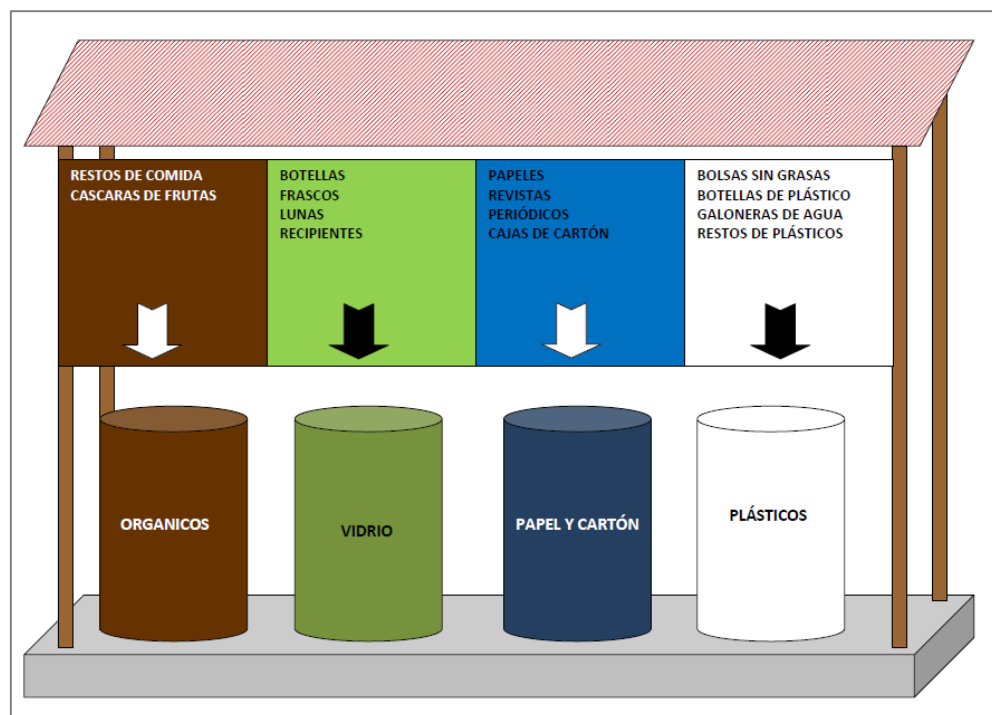 RESTOS DE COMIDA
CASCARAS DE FRUTAS
BOTELLAS
FRASCOS
LUNAS
RECIPIENTES
PAPELES
REVISTAS
PERIÓDICOS
CAJAS DE CARTÓN
BOLSAS SIN GRASAS
BOTELLAS DE PLÁSTICO
GALONERAS DE AGUA
RESTOS DE PLÁSTICOS
ORGANICOS
VIDRIO
PAPEL Y CARTÓN
PLÁSTICOS